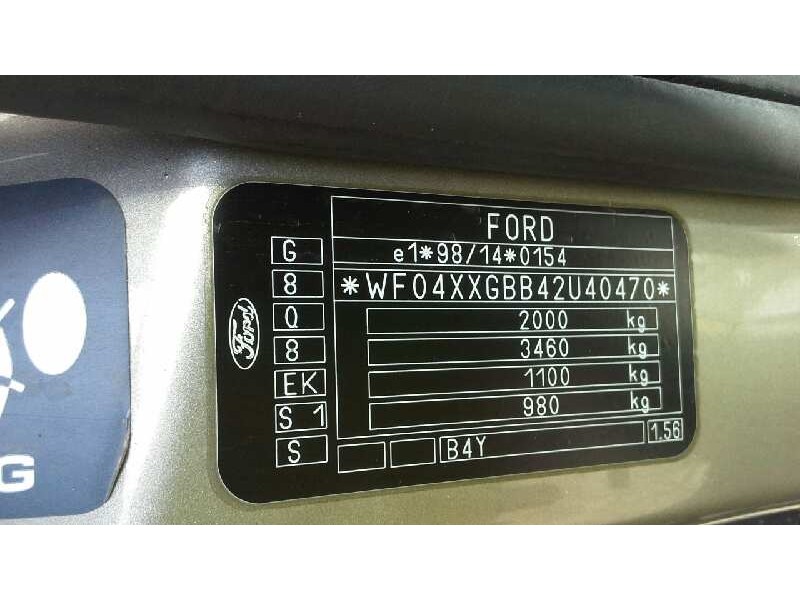 FORD
G
e1*98/14*0154
8
*WF04XXGBB42U40470*
Q
2000 kg
8
3460 kg
EK
1100 kg
S 1
980 kg
S
B4Y
1.56
Ford
G